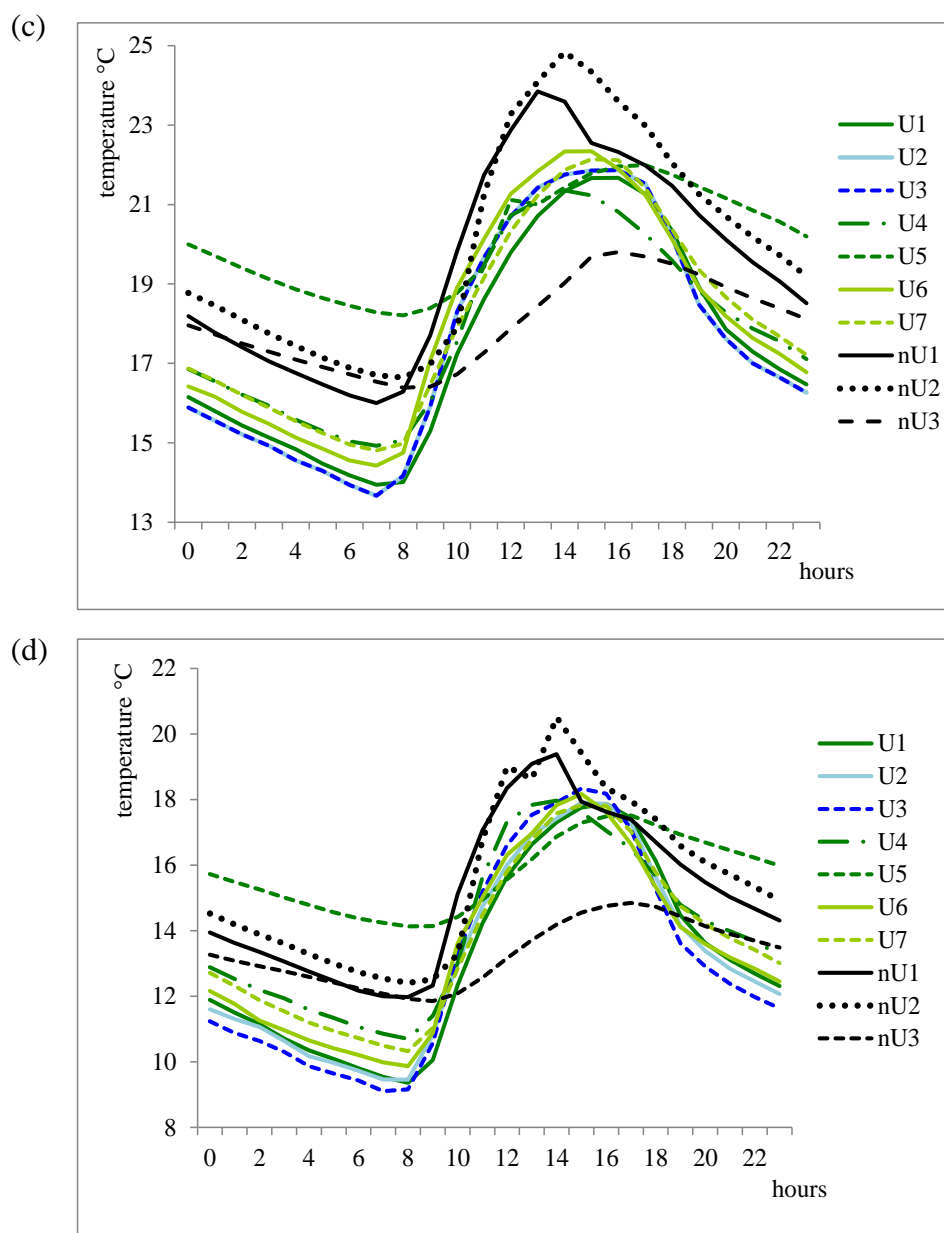 (c)
temperature °C
25
23
21
19
17
15
13
0 2 4 6 8 10 12 14 16 18 20 22
hours
U1
U2
U3
U4
U5
U6
U7
nU1
nU2
nU3
(d)
temperature °C
22
20
18
16
14
12
10
8
0 2 4 6 8 10 12 14 16 18 20 22
hours
U1
U2
U3
U4
U5
U6
U7
nU1
nU2
nU3